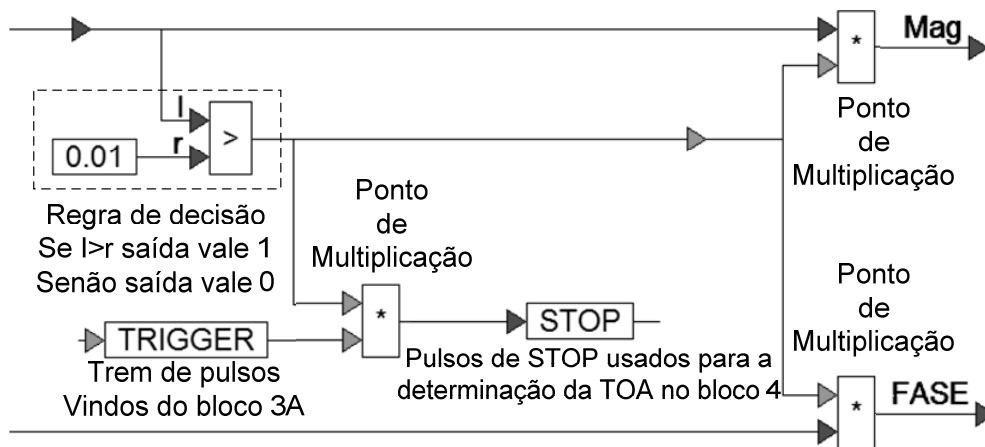 Mag
*
Ponto
de
Multiplicação
l
r
>
0.01
Regra de decisão
Se l>r saída vale 1
Senão saída vale 0
Ponto
de
Multiplicação
*
TRIGGER
Trem de pulsos
Vindos do bloco 3A
STOP
Pulsos de STOP usados para a
determinação da TOA no bloco 4
Ponto
de
Multiplicação
*
FASE